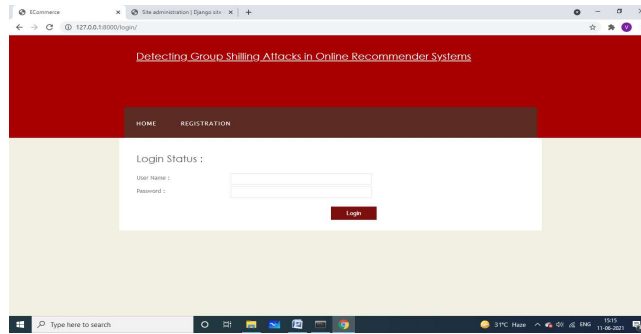 ECommerce
Site administration | Django site
127.0.0.1:8000/login/
Detecting Group Shilling Attacks in Online Recommender Systems
HOME REGISTRATION
Login Status :
User Name :
Password :
Login
Type here to search
31°C Haze
ENG
15:15
11-06-2021